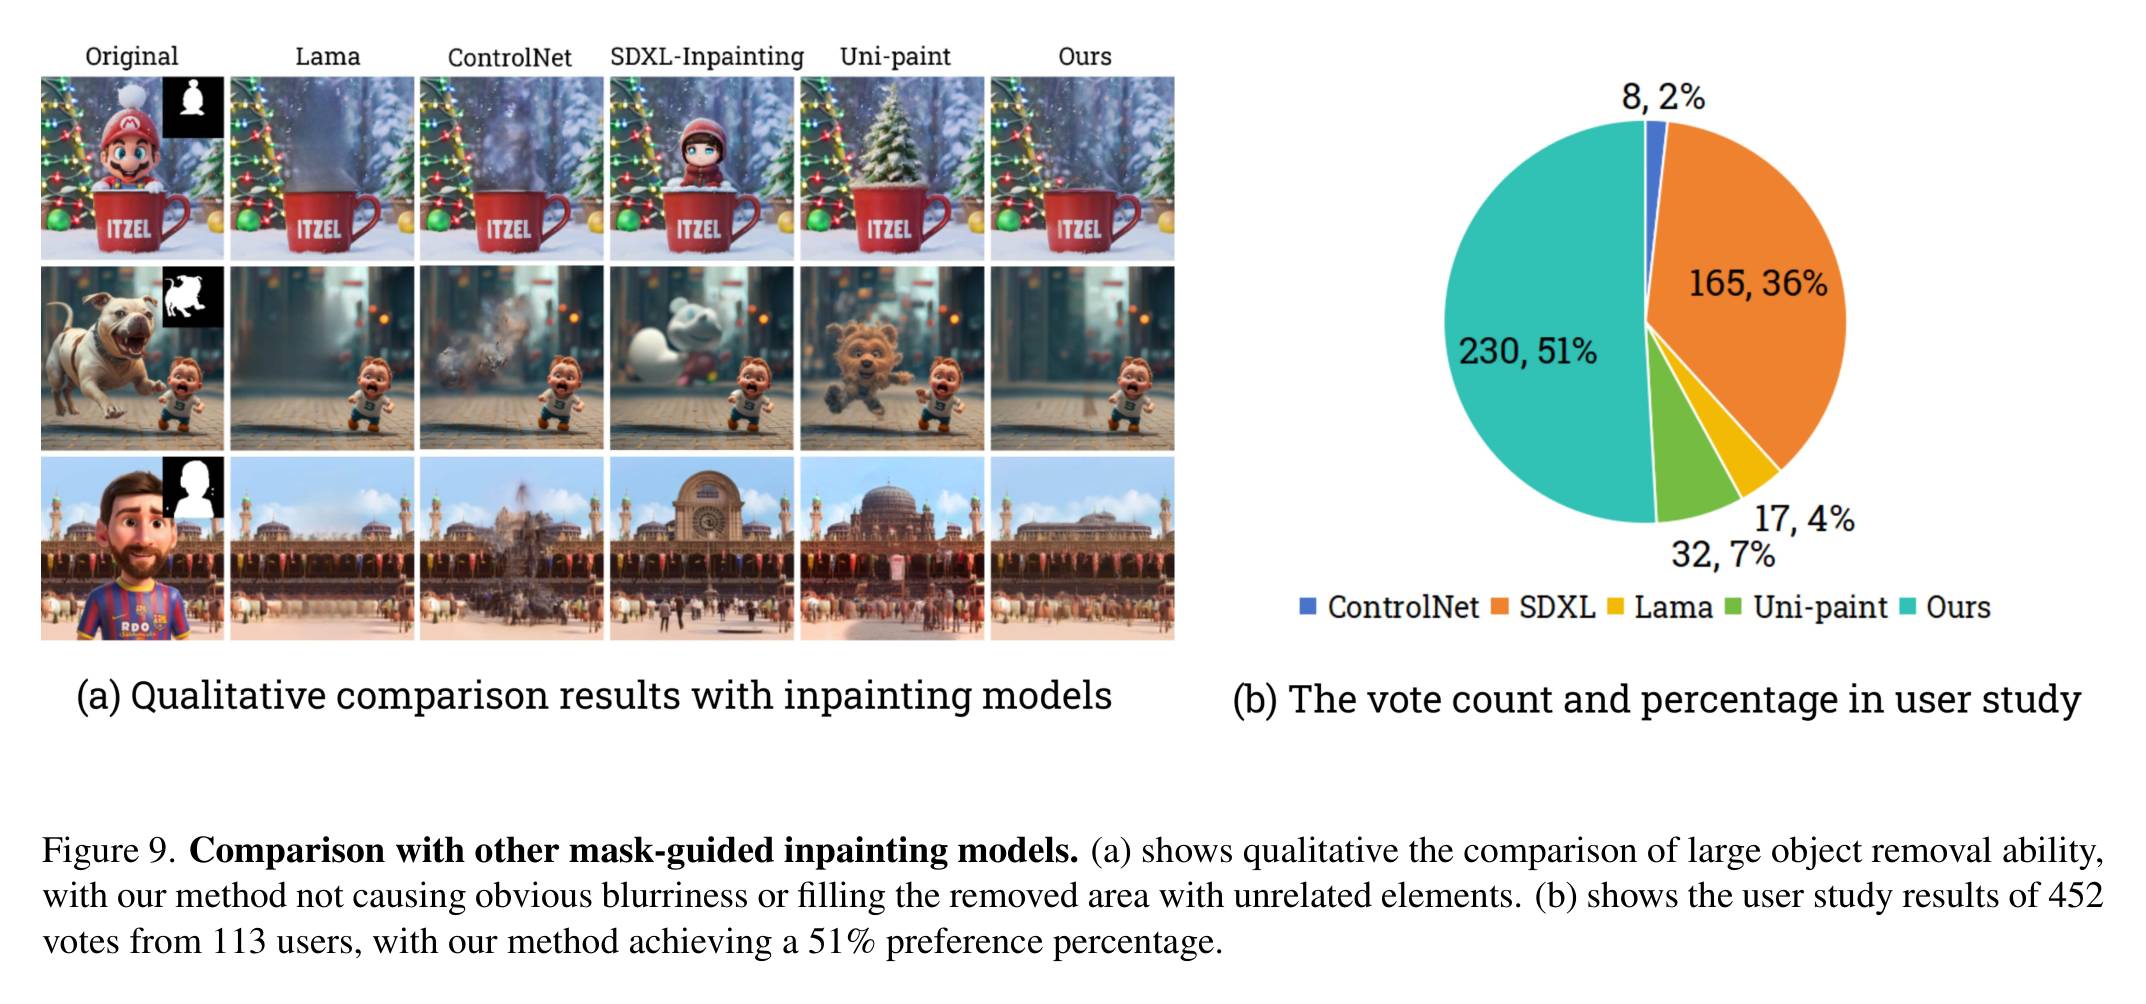 Original Lama ControlNet SDXL-Inpainting Uni-paint Ours
ITZEL ITZEL ITZEL ITZEL ITZEL ITZEL
RDO
(a) Qualitative comparison results with inpainting models
8, 2%
165, 36%
230, 51%
17, 4%
32, 7%
ControlNet SDXL Lama Uni-paint Ours
(b) The vote count and percentage in user study
Figure 9. Comparison with other mask-guided inpainting models. (a) shows qualitative the comparison of large object removal ability,
with our method not causing obvious blurriness or filling the removed area with unrelated elements. (b) shows the user study results of 452
votes from 113 users, with our method achieving a 51% preference percentage.